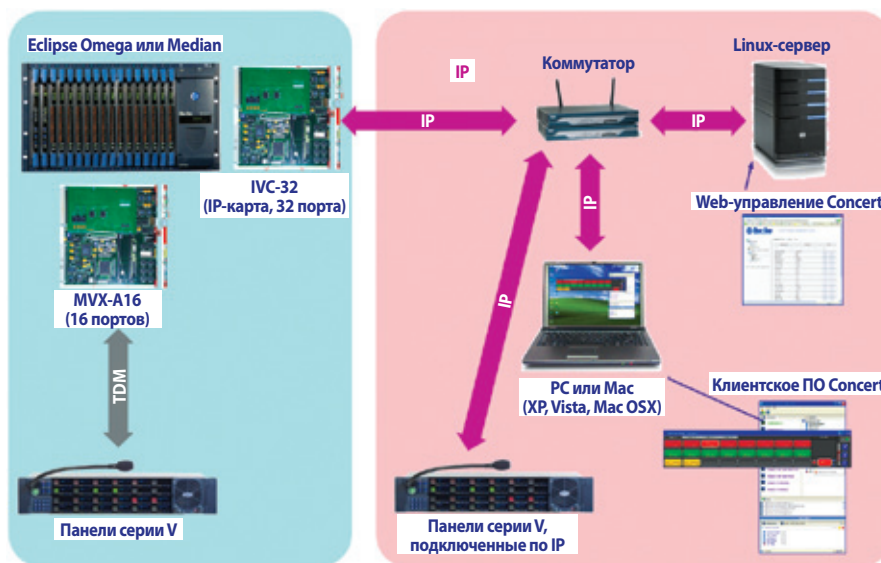 Eclipse Omega или Median
IP
Коммутатор
Linux-сервер
IP
IP
IVC-32
(IP-карта, 32 порта)
Web-управление Concert
IP
MVX-A16
(16 портов)
IP
TDM
PC или Mac
(XP, Vista, Mac OSX)
Клиентское ПО Concert
Панели серии V
Панели серии V,
подключенные по IP